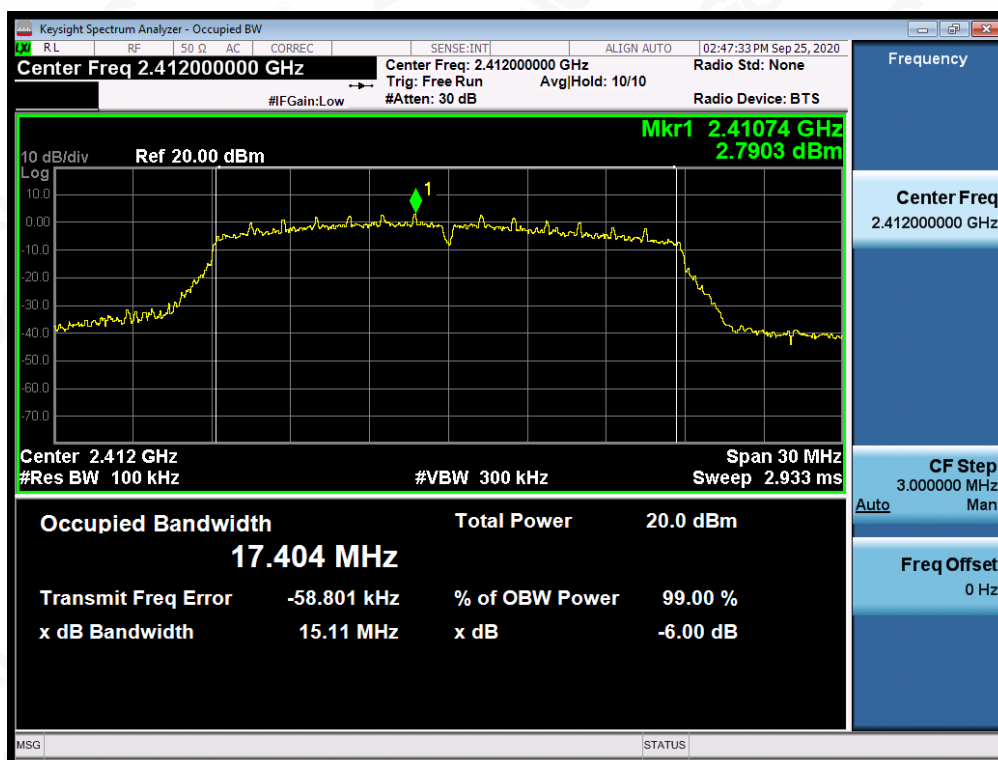 Keysight Spectrum Analyzer - Occupied BW
LXI RL RF 50 Ω AC CORREC SENSE:INT ALIGN AUTO 02:47:33 PM Sep 25, 2020
Center Freq 2.412000000 GHz
Center Freq: 2.412000000 GHz
Radio Std: None
Trig: Free Run Avg|Hold: 10/10
#IFGain:Low
#Atten: 30 dB
Radio Device: BTS
Mkr1 2.41074 GHz
2.7903 dBm
10 dB/div Ref 20.00 dBm
Log
10.0
1
0.00
-10.0
-20.0
-30.0
-40.0
-50.0
-60.0
-70.0
Center 2.412 GHz Span 30 MHz
#Res BW 100 kHz #VBW 300 kHz Sweep 2.933 ms
Occupied Bandwidth Total Power 20.0 dBm
17.404 MHz
Transmit Freq Error -58.801 kHz % of OBW Power 99.00 %
x dB Bandwidth 15.11 MHz x dB -6.00 dB
MSG STATUS
Frequency
Center Freq
2.412000000 GHz
CF Step
3.000000 MHz
Auto Man
Freq Offset
0 Hz